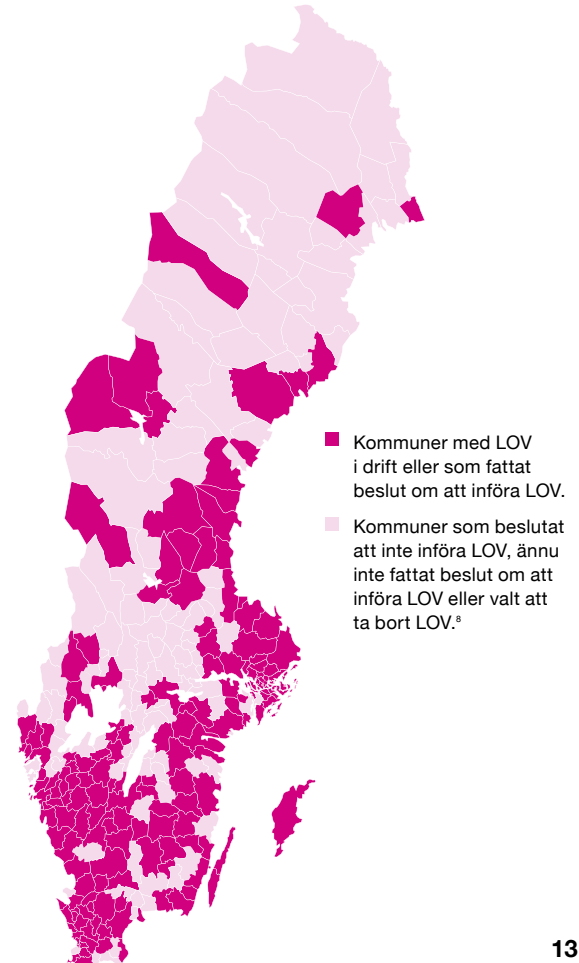 Kommuner med LOV
i drift eller som fattat
beslut om att införa LOV.
Kommuner som beslutat
att inte införa LOV, ännu
inte fattat beslut om att
införa LOV eller valt att
ta bort LOV.⁸
13